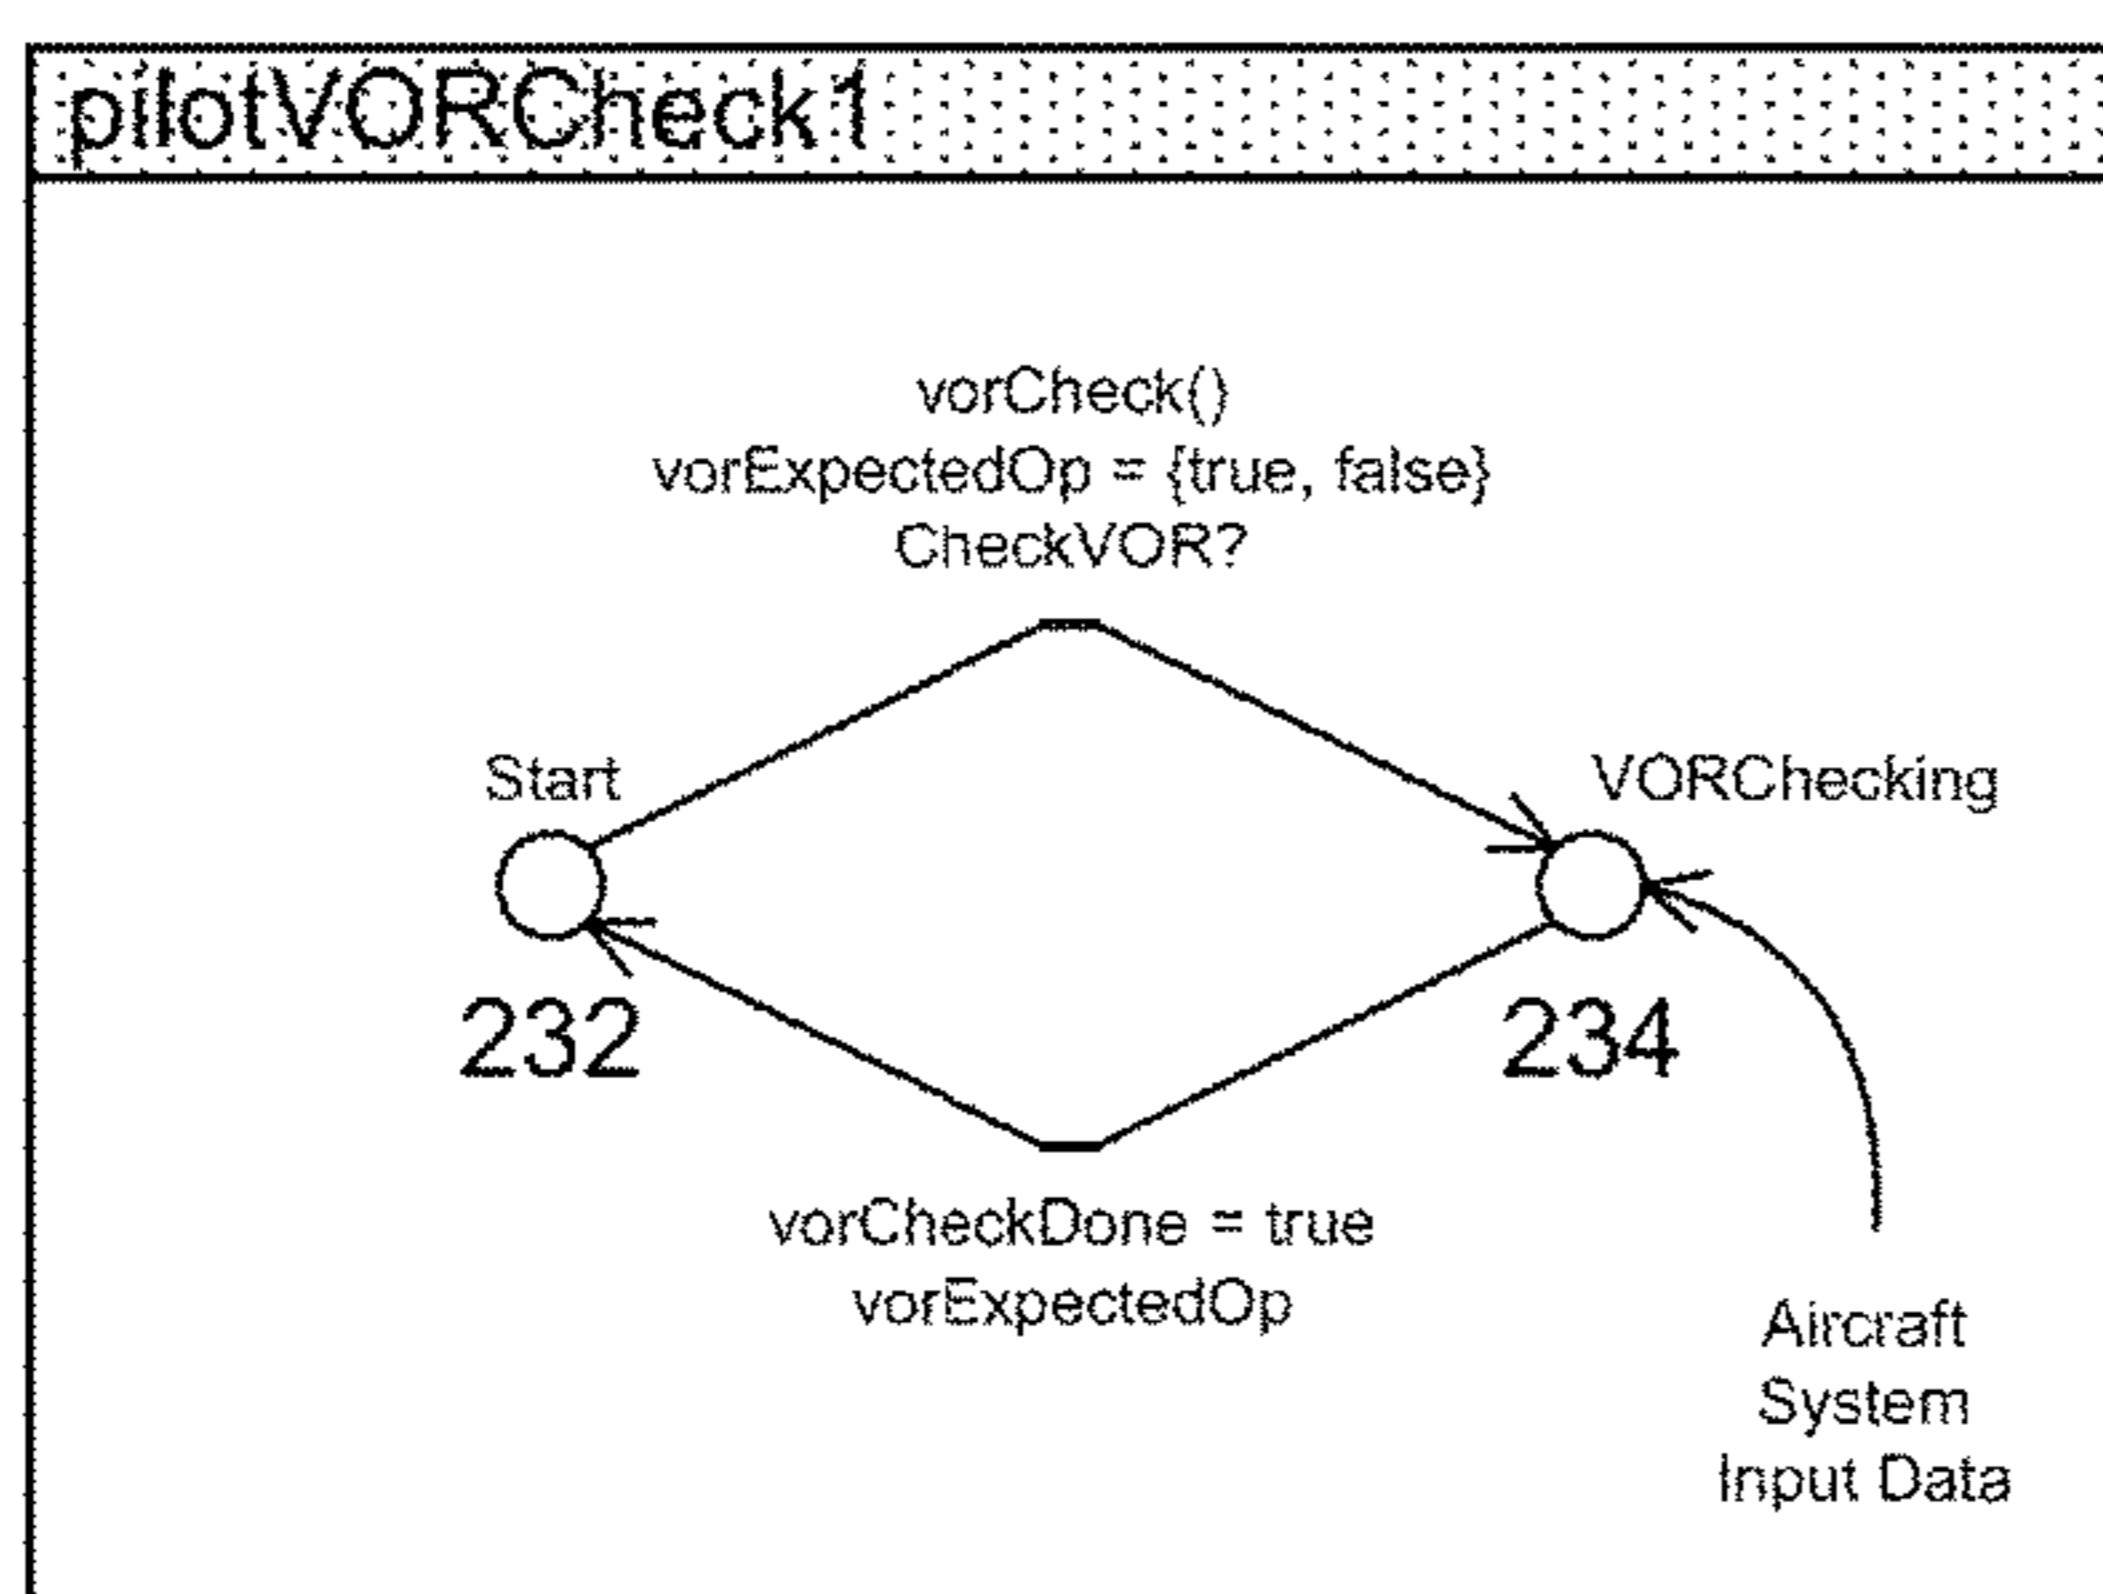 pilotVORCheck1
vorCheck()
vorExpectedOp = {true, false}
CheckVOR?
Start
VORChecking
232
234
vorCheckDone = true
vorExpectedOp
Aircraft
System
Input Data